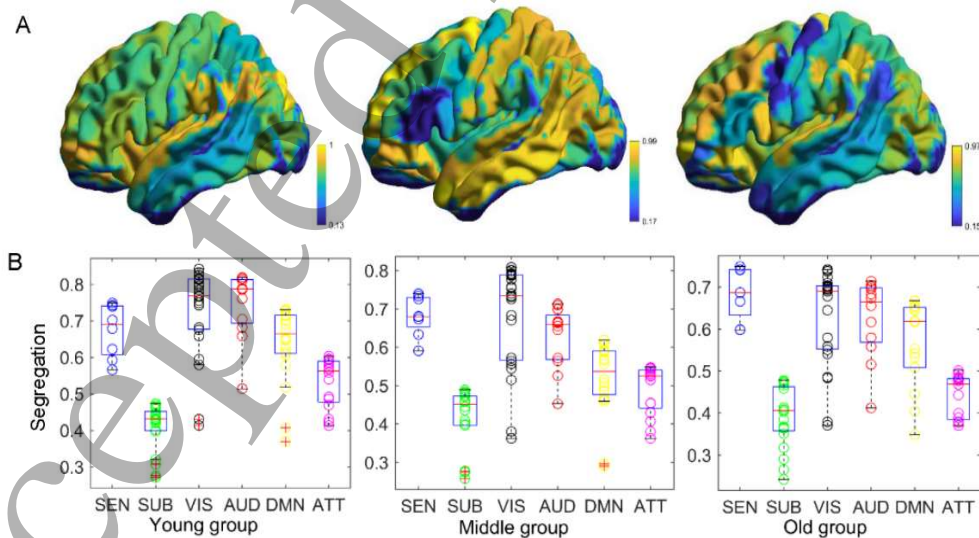 A
1
0.13
0.99
0.17
0.97
0.15
B
Segregation
0.8
0.7
0.6
0.5
0.4
0.3
SEN SUB VIS AUD DMN ATT
Young group
0.8
0.7
0.6
0.5
0.4
0.3
SEN SUB VIS AUD DMN ATT
Middle group
0.7
0.6
0.5
0.4
0.3
SEN SUB VIS AUD DMN ATT
Old group
cepted